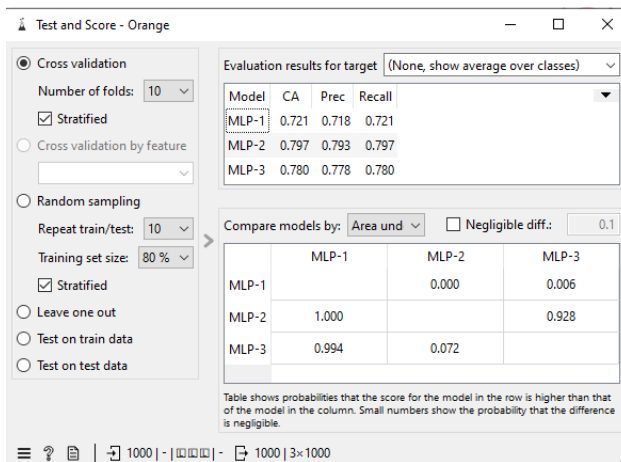 Test and Score - Orange
Cross validation
Number of folds: 10
Stratified
Cross validation by feature
Random sampling
Repeat train/test: 10
Training set size: 80 %
Stratified
Leave one out
Test on train data
Test on test data
Evaluation results for target (None, show average over classes)
Model CA Prec Recall
MLP-1 0.721 0.718 0.721
MLP-2 0.797 0.793 0.797
MLP-3 0.780 0.778 0.780
Compare models by: Area und Negligible diff.: 0.1
MLP-1 MLP-2 MLP-3
MLP-1 0.000 0.006
MLP-2 1.000 0.928
MLP-3 0.994 0.072
Table shows probabilities that the score for the model in the row is higher than that
of the model in the column. Small numbers show the probability that the difference
is negligible.
? 1000 | - | - 1000 | 3×1000